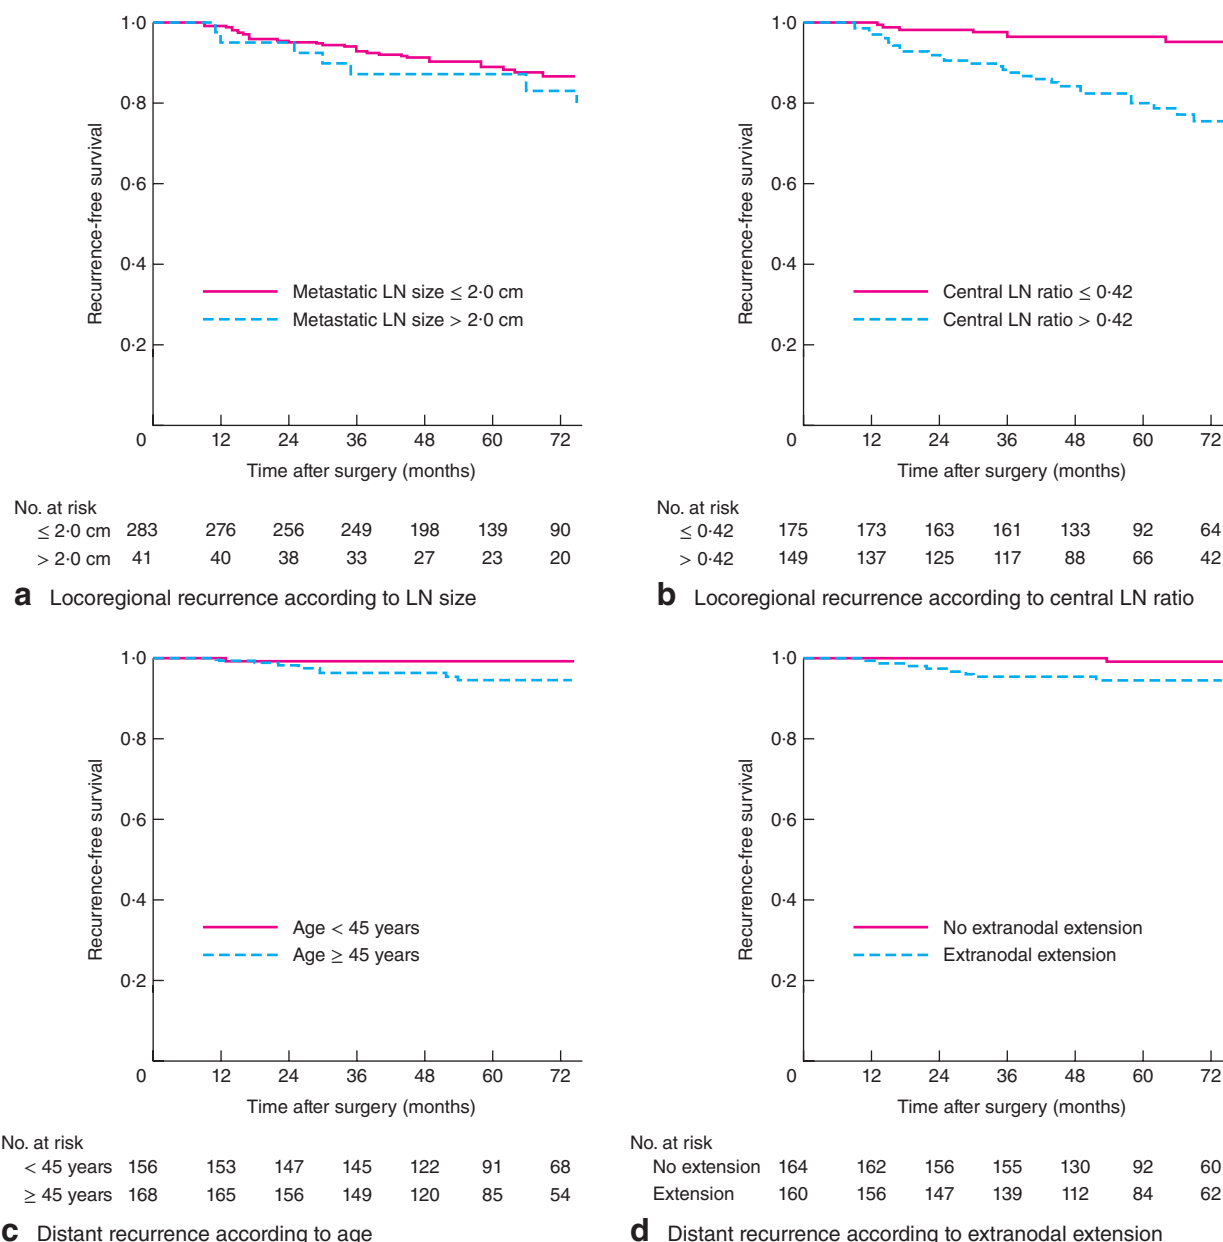 1·0
0·8
0·6
0·4
0·2
Recurrence-free survival
Metastatic LN size ≤ 2·0 cm
Metastatic LN size > 2·0 cm
0 12 24 36 48 60 72
Time after surgery (months)
No. at risk
≤ 2·0 cm 283 276 256 249 198 139 90
> 2·0 cm 41 40 38 33 27 23 20
a Locoregional recurrence according to LN size
1·0
0·8
0·6
0·4
0·2
Recurrence-free survival
Central LN ratio ≤ 0·42
Central LN ratio > 0·42
0 12 24 36 48 60 72
Time after surgery (months)
No. at risk
≤ 0·42 175 173 163 161 133 92 64
> 0·42 149 137 125 117 88 66 42
b Locoregional recurrence according to central LN ratio
1·0
0·8
0·6
0·4
0·2
Recurrence-free survival
Age < 45 years
Age ≥ 45 years
0 12 24 36 48 60 72
Time after surgery (months)
No. at risk
< 45 years 156 153 147 145 122 91 68
≥ 45 years 168 165 156 149 120 85 54
c Distant recurrence according to age
1·0
0·8
0·6
0·4
0·2
Recurrence-free survival
No extranodal extension
Extranodal extension
0 12 24 36 48 60 72
Time after surgery (months)
No. at risk
No extension 164 162 156 155 130 92 60
Extension 160 156 147 139 112 84 62
d Distant recurrence according to extranodal extension